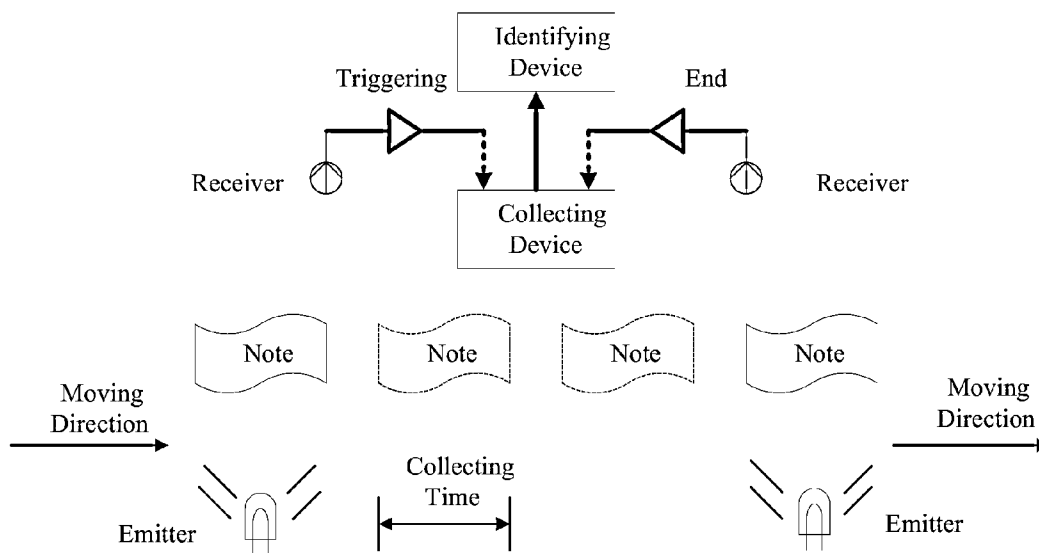 Identifying
Device
Triggering
End
Receiver
Receiver
Collecting
Device
Note
Note
Note
Note
Moving
Direction
Moving
Direction
Collecting
Time
Emitter
Emitter